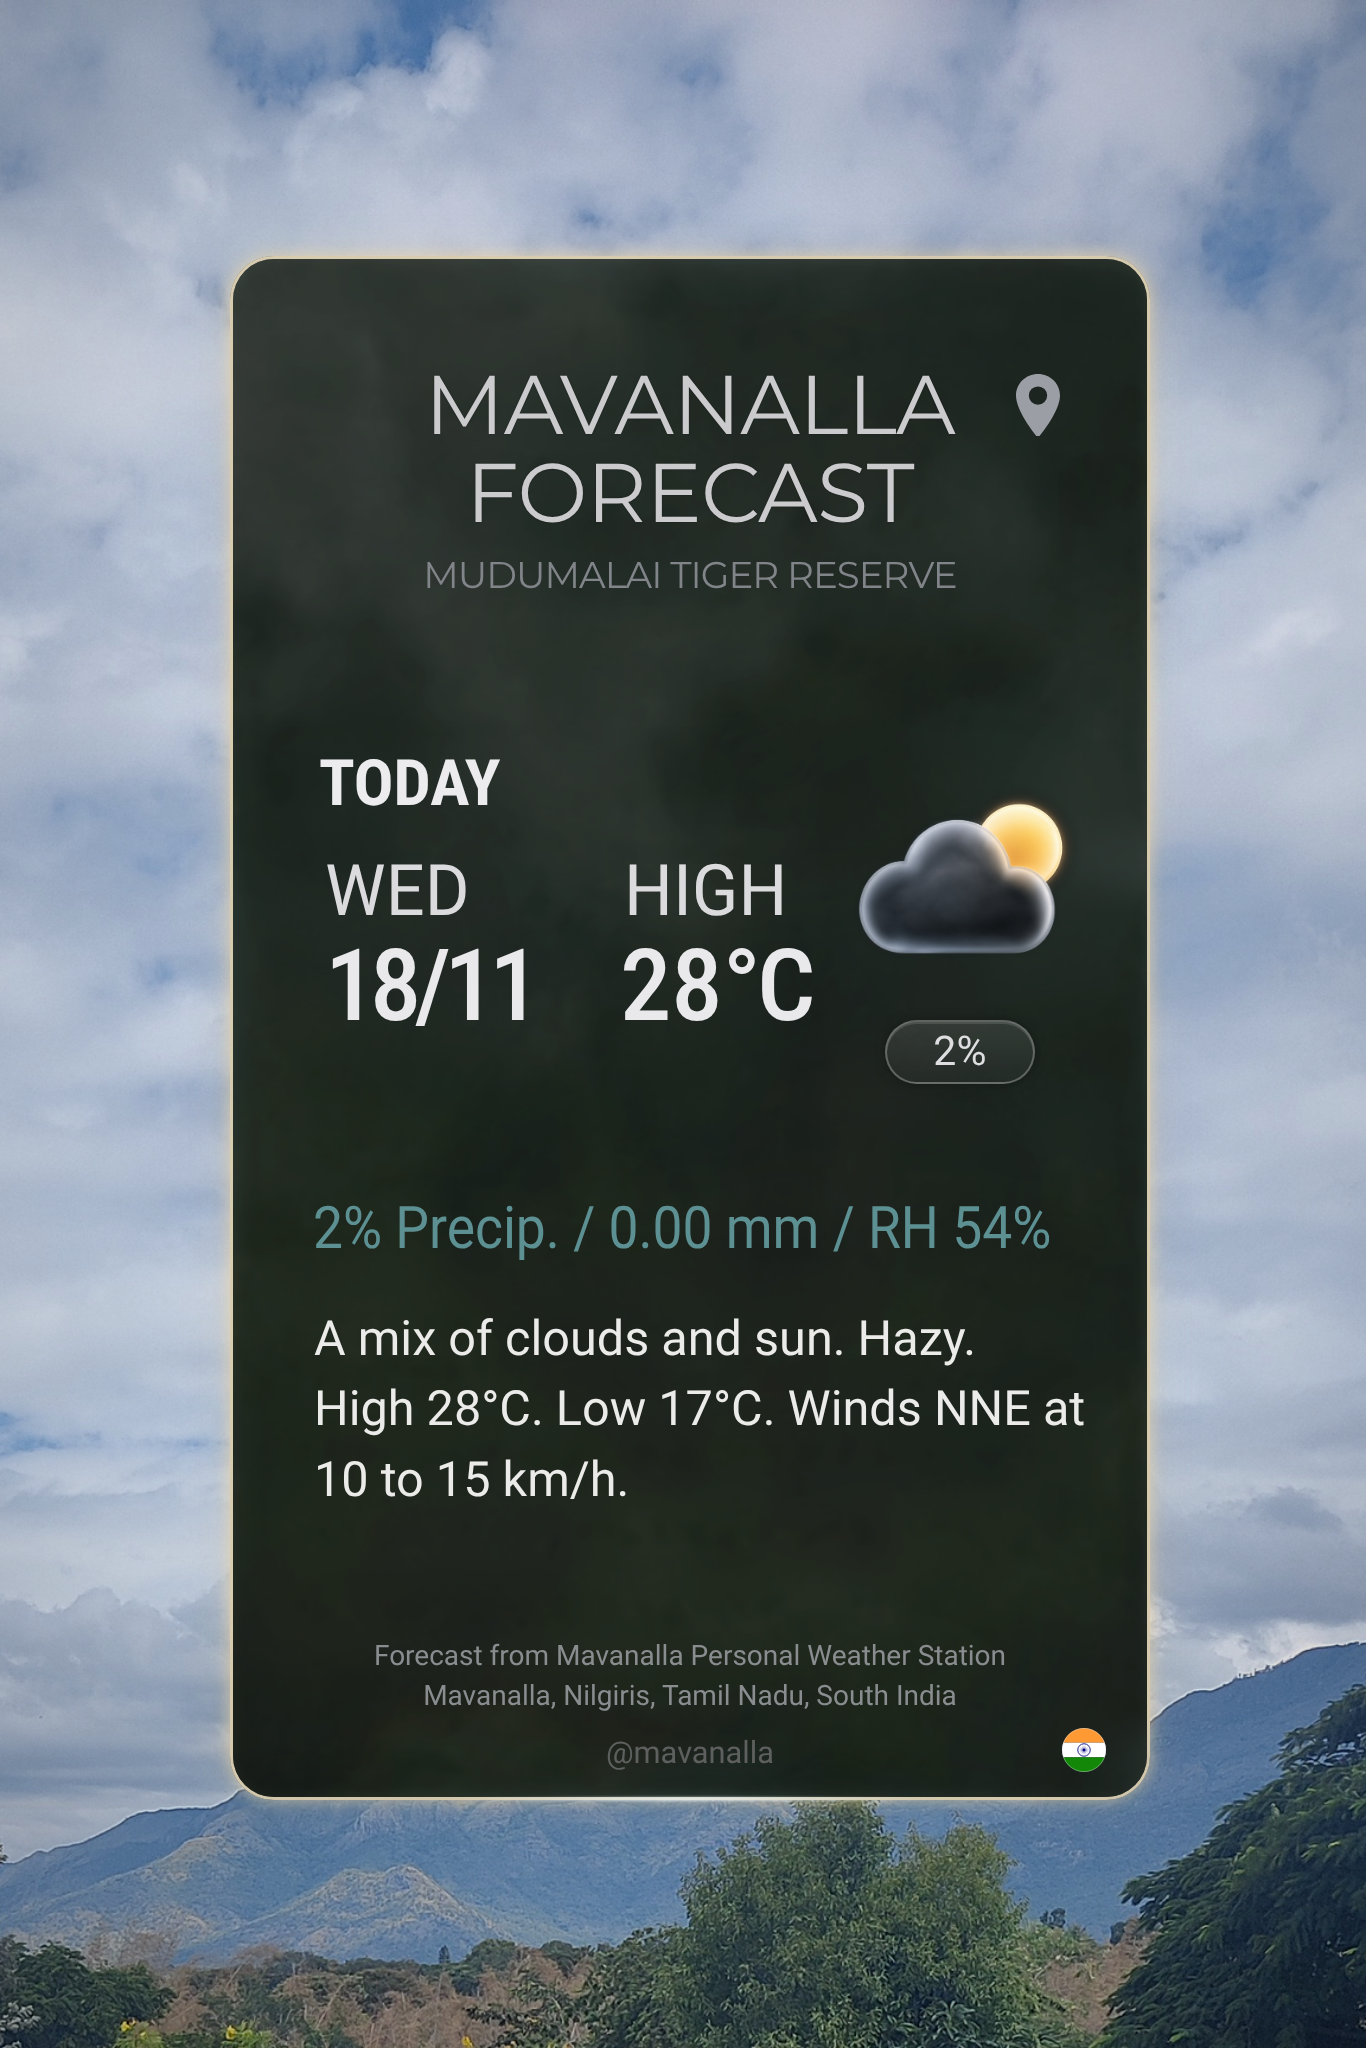 MAVANALLA
FORECAST
MUDUMALAI TIGER RESERVE
TODAY
WED
18/11
HIGH
28°C
2%
2% Precip. / 0.00 mm / RH 54%
A mix of clouds and sun. Hazy.
High 28°C. Low 17°C. Winds NNE at
10 to 15 km/h.
Forecast from Mavanalla Personal Weather Station
Mavanalla, Nilgiris, Tamil Nadu, South India
@mavanalla